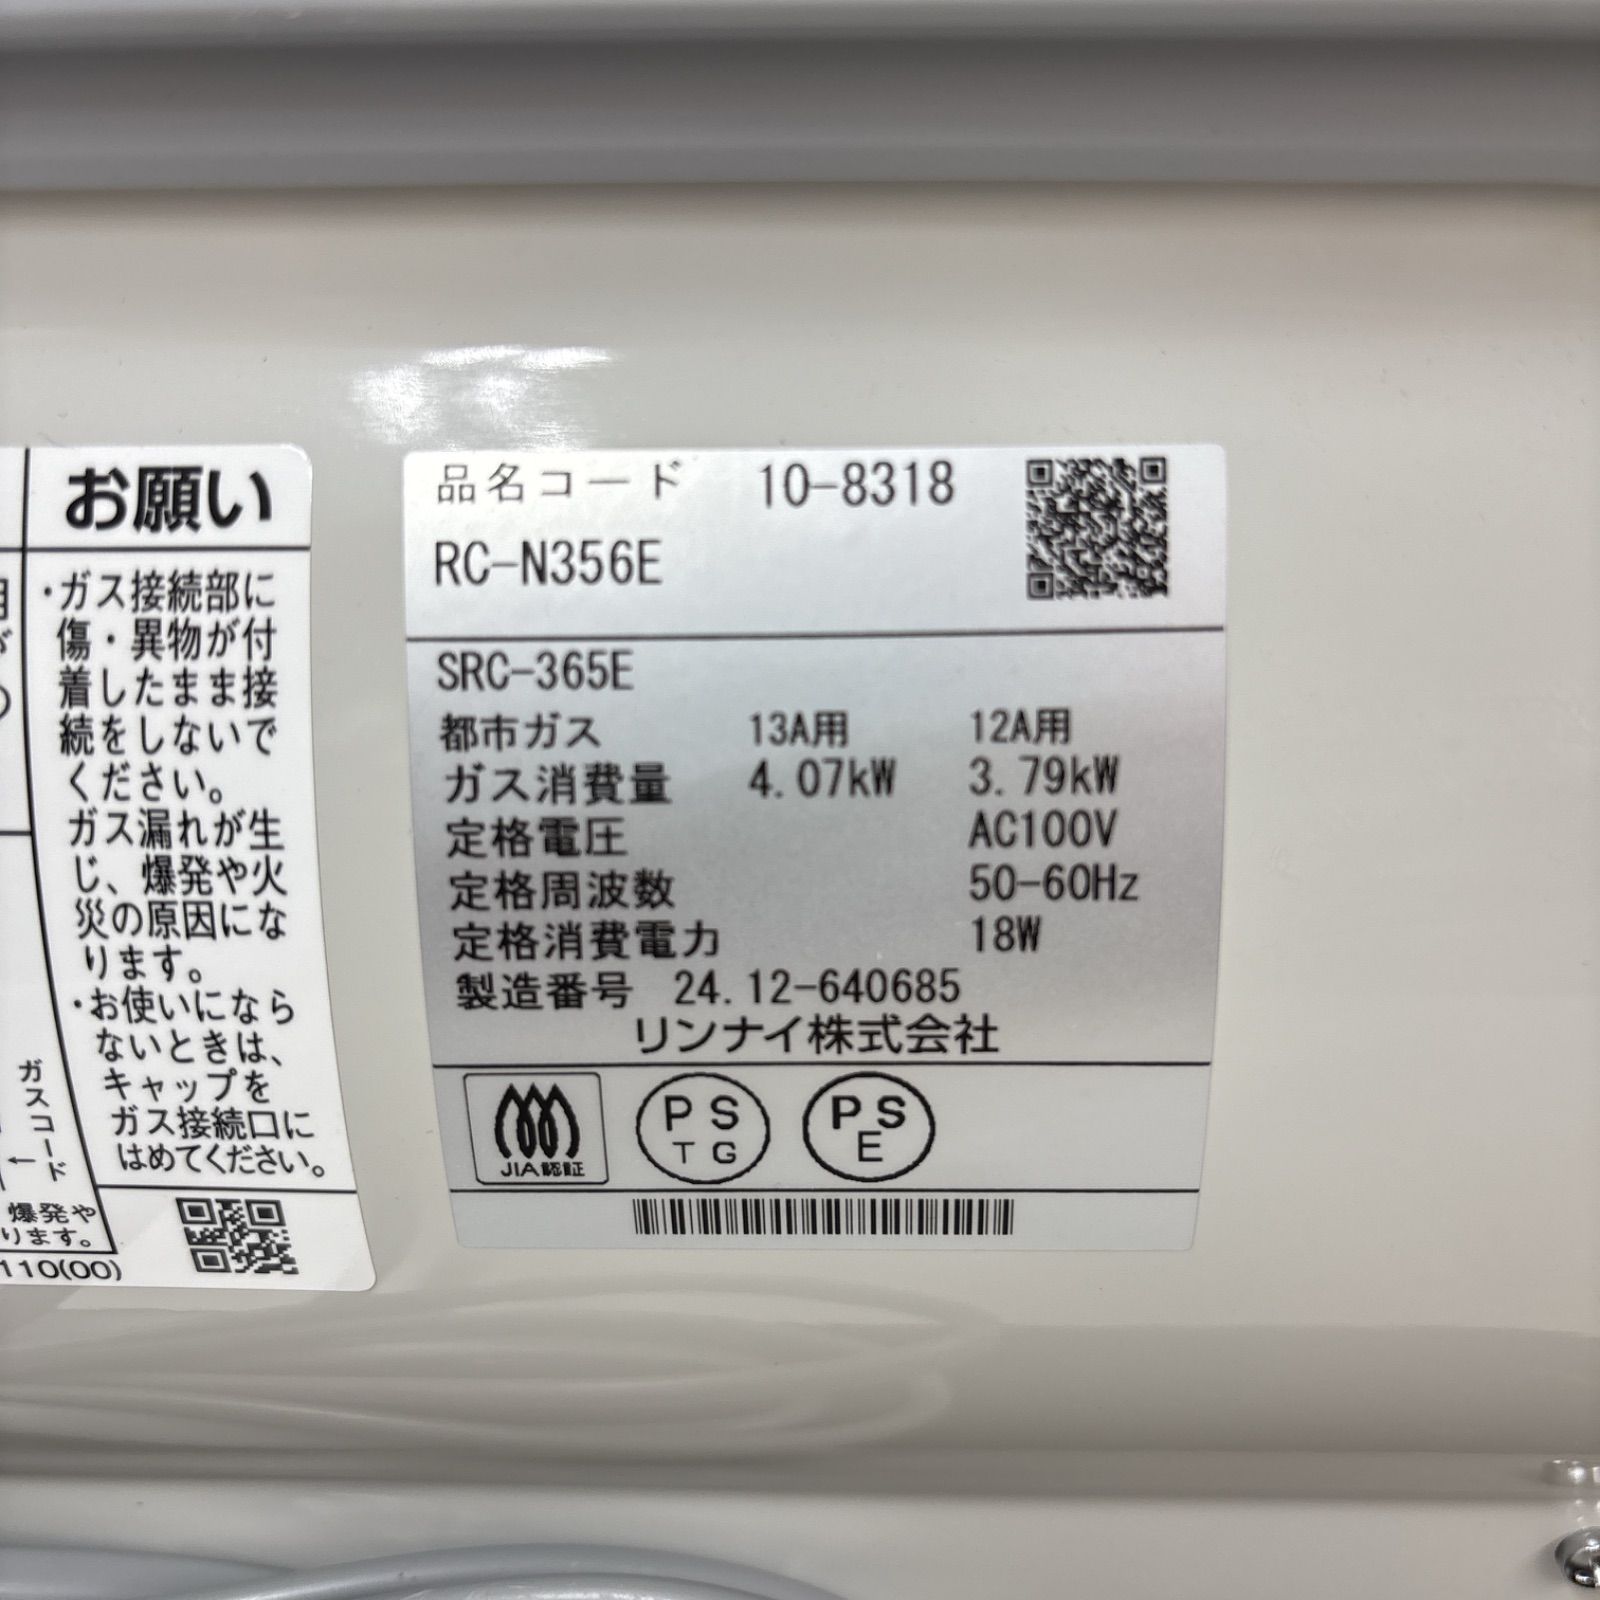 お願い
・ガス接続部に
傷・異物が付
着したまま接
続をしないで
ください。
ガス漏れが生
じ、爆発や火
災の原因にな
ります。
・お使いになら
ないときは、
キャップを
ガス接続口に
はめてください。
ガスコード
←
爆発や
ります。
110(00)
品名コード 10-8318
RC-N356E
SRC-365E
都市ガス 13A用 12A用
ガス消費量 4.07kW 3.79kW
定格電圧 AC100V
定格周波数 50-60Hz
定格消費電力 18W
製造番号 24.12-640685
リンナイ株式会社
JIA認証
PS
TG
PS
E